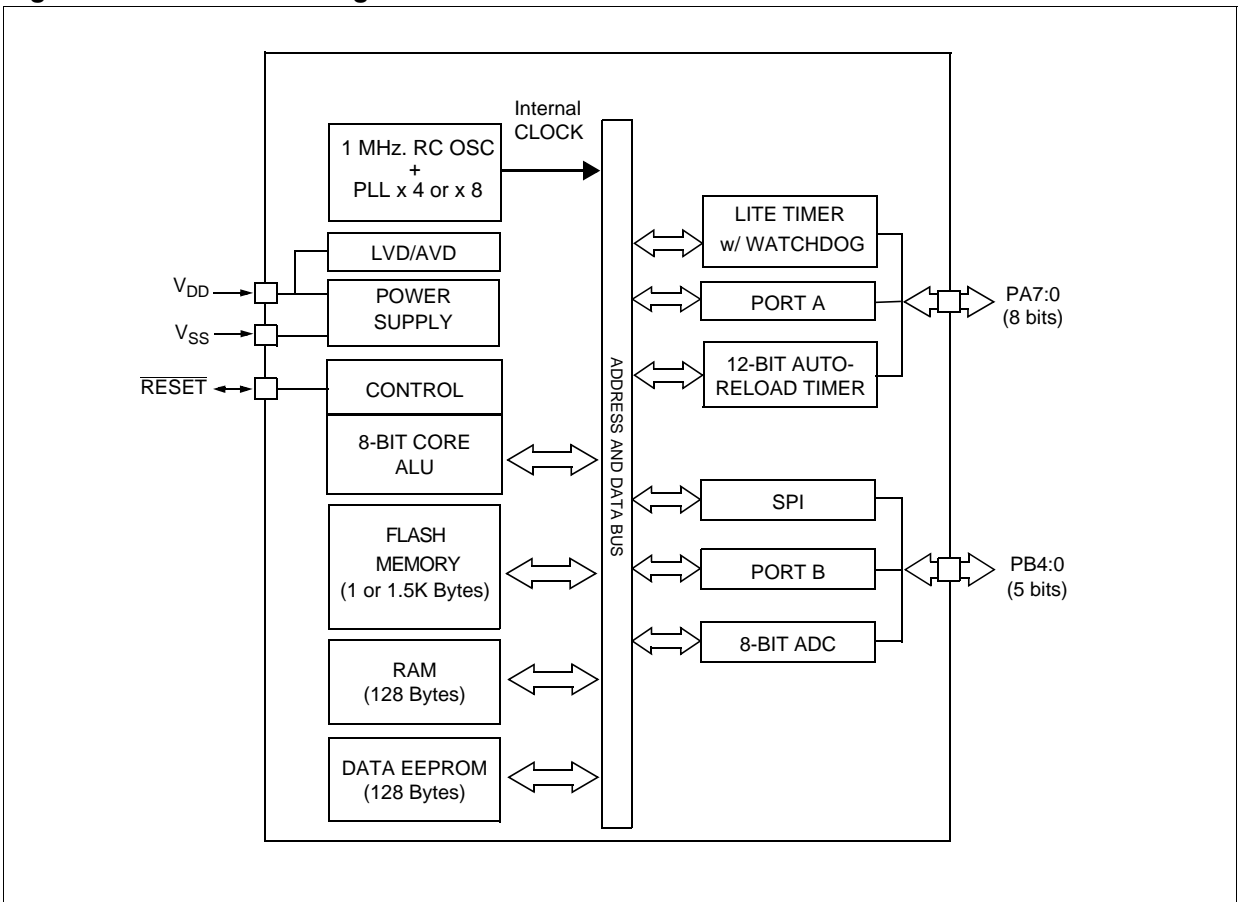 Internal
CLOCK
1 MHz. RC OSC
+
PLL x 4 or x 8
LVD/AVD
POWER
SUPPLY
VDD
VSS
RESET
CONTROL
8-BIT CORE
ALU
FLASH
MEMORY
(1 or 1.5K Bytes)
RAM
(128 Bytes)
DATA EEPROM
(128 Bytes)
ADDRESS AND DATA BUS
LITE TIMER
w/ WATCHDOG
PORT A
12-BIT AUTO-
RELOAD TIMER
PA7:0
(8 bits)
SPI
PORT B
8-BIT ADC
PB4:0
(5 bits)